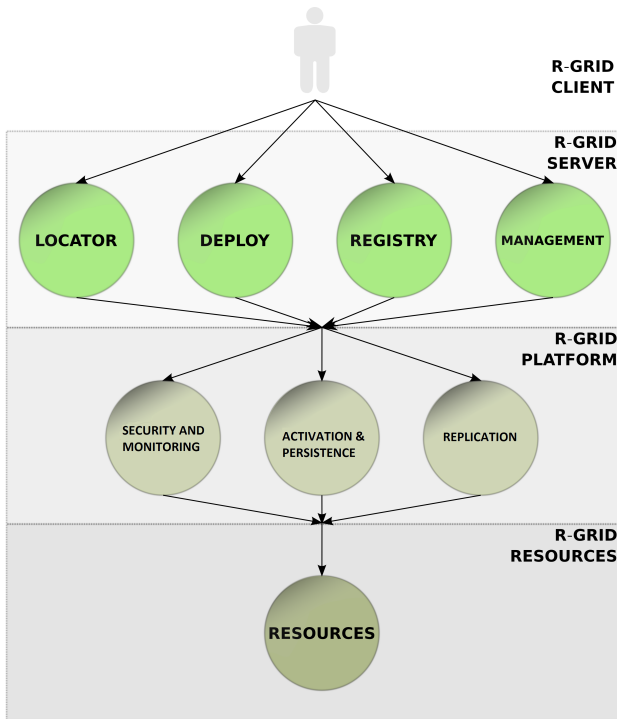 R-GRID
CLIENT
R-GRID
SERVER
LOCATOR
DEPLOY
REGISTRY
MANAGEMENT
R-GRID
PLATFORM
SECURITY AND
MONITORING
ACTIVATION &
PERSISTENCE
REPLICATION
R-GRID
RESOURCES
RESOURCES